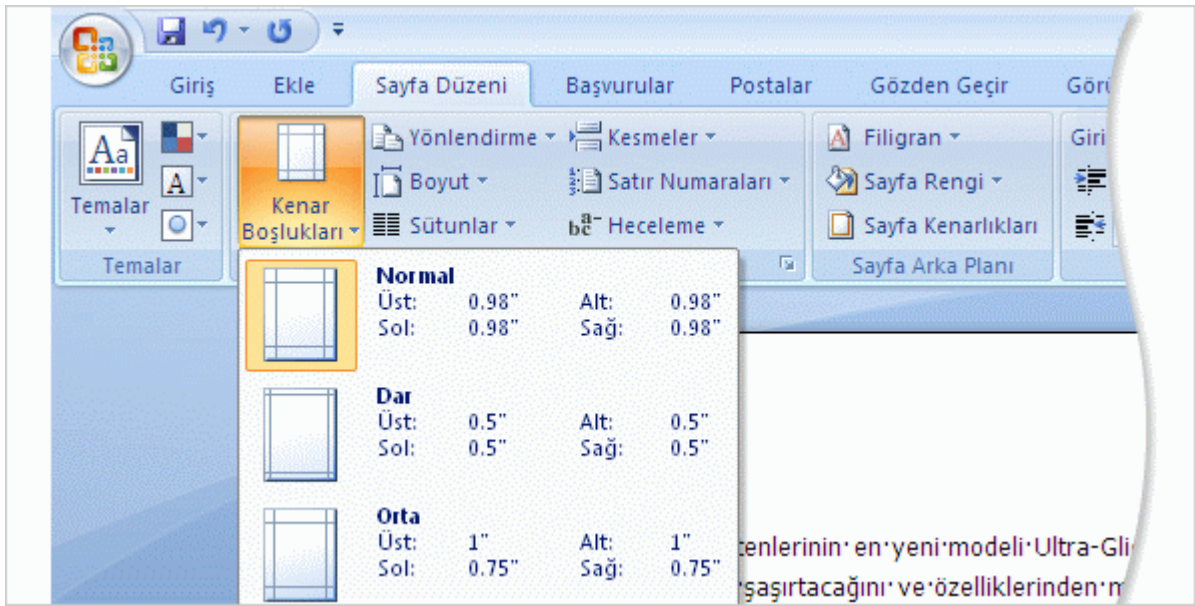 Giriş Ekle Sayfa Düzeni Başvurular Postalar Gözden Geçir
Aa Yönlendirme Kesmeler Filigran
A Boyut Satır Numaraları Sayfa Rengi
Temalar Kenar Boşlukları Sütunlar Heceleme Sayfa Kenarlıkları
Temalar Sayfa Arka Planı
Normal
Üst: 0.98" Alt: 0.98"
Sol: 0.98" Sağ: 0.98"
Dar
Üst: 0.5" Alt: 0.5"
Sol: 0.5" Sağ: 0.5"
Orta
Üst: 1" Alt: 1"
Sol: 0.75" Sağ: 0.75"
en·yeni·modeli
şaşırtacağını·ve·özelliklerinden